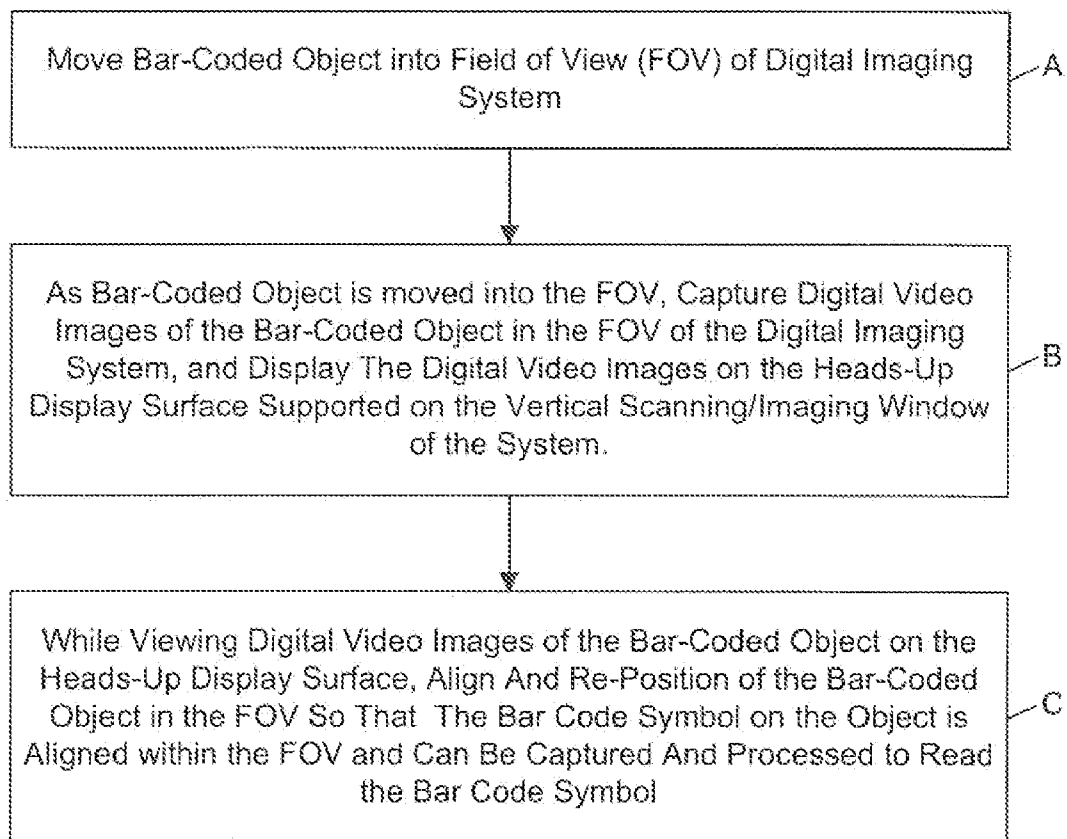 Move Bar-Coded Object into Field of View (FOV) of Digital Imaging
System
A
As Bar-Coded Object is moved into the FOV, Capture Digital Video
Images of the Bar-Coded Object in the FOV of the Digital Imaging
System, and Display The Digital Video Images on the Heads-Up
Display Surface Supported on the Vertical Scanning/Imaging Window
of the System.
B
While Viewing Digital Video Images of the Bar-Coded Object on the
Heads-Up Display Surface, Align And Re-Position of the Bar-Coded
Object in the FOV So That The Bar Code Symbol on the Object is
Aligned within the FOV and Can Be Captured And Processed to Read
the Bar Code Symbol
C